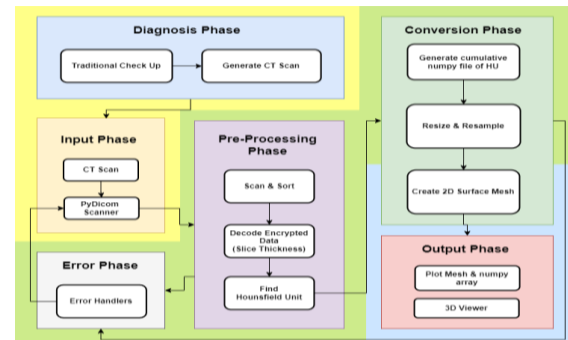 Diagnosis Phase
Traditional Check Up
Generate CT Scan
Conversion Phase
Generate cumulative
numpy file of HU
Resize & Resample
Create 2D Surface Mesh
Input Phase
CT Scan
PyDicom
Scanner
Pre-Processing
Phase
Scan & Sort
Decode Encrypted
Data
(Slice Thickness)
Find
Hounsfield Unit
Error Phase
Error Handlers
Output Phase
Plot Mesh & numpy
array
3D Viewer